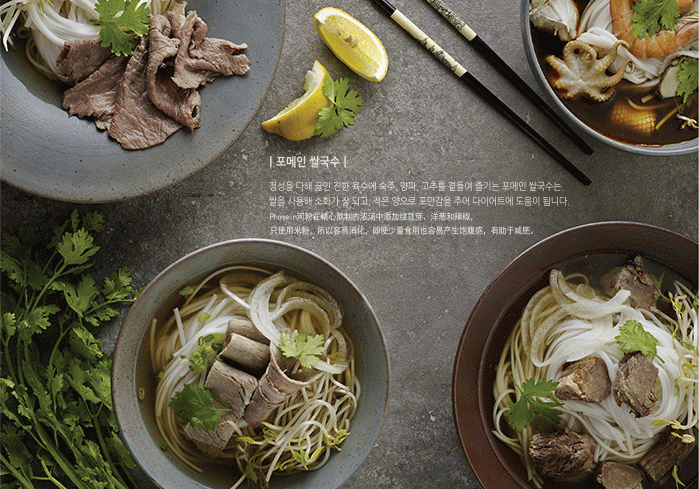 | 포메인 쌀국수 |
정성을 다해 끓인 진한 육수에 숙주, 양파, 고추를 곁들여 즐기는 포메인 쌀국수는
쌀을 사용해 소화가 잘 되고, 적은 양으로 포만감을 주어 다이어트에 도움이 됩니다.
Phomein河粉在精心熬制的浓汤中添加绿豆芽、洋葱和辣椒,
只使用米粉，所以容易消化，即使少量食用也容易产生饱腹感，有助于减肥.